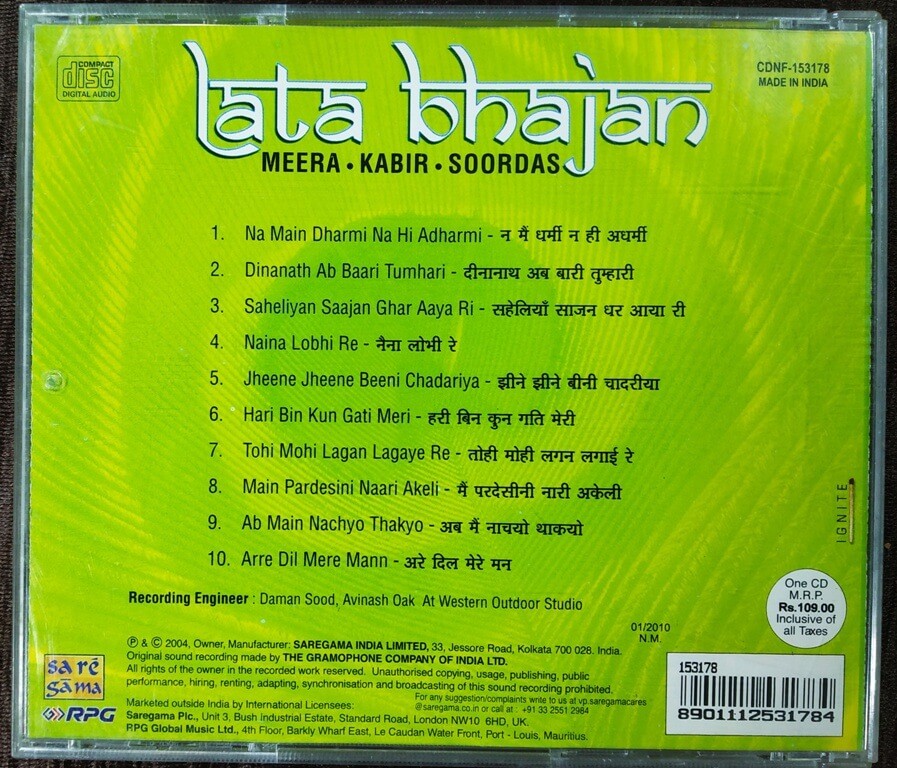 COMPACT
disc
DIGITAL AUDIO
CDNF-153178
MADE IN INDIA
lata bhajan
MEERA • KABIR • SOORDAS
1. Na Main Dharmi Na Hi Adharmi - न मैं धर्मी न ही अधर्मी
2. Dinanath Ab Baari Tumhari - दीनानाथ अब बारी तुम्हारी
3. Saheliyan Saajan Ghar Aaya Ri - सहेलियाँ साजन घर आया री
4. Naina Lobhi Re - नैना लोभी रे
5. Jheene Jheene Beeni Chadariya - झीने झीने बीनी चादरीया
6. Hari Bin Kun Gati Meri - हरी बिन कुन गति मेरी
7. Tohi Mohi Lagan Lagaye Re - तोही मोही लगन लगाई रे
8. Main Pardesini Naari Akeli - मैं परदेसीनी नारी अकेली
9. Ab Main Nachyo Thakyo - अब मैं नाचयो थाकयो
10. Arre Dil Mere Mann - अरे दिल मेरे मन
IGNITE
Recording Engineer : Daman Sood, Avinash Oak At Western Outdoor Studio
One CD
M.R.P.
Rs.109.00
Inclusive of
all Taxes
01/2010
N.M.
sa rē
gāma
RPG
℗ & © 2004, Owner, Manufacturer: SAREGAMA INDIA LIMITED, 33, Jessore Road, Kolkata 700 028. India.
Original sound recording made by THE GRAMOPHONE COMPANY OF INDIA LTD.
All rights of the owner in the recorded work reserved. Unauthorised copying, usage, publishing, public
performance, hiring, renting, adapting, synchronisation and broadcasting of this sound recording prohibited.
For any suggestion/complaints write to us at vp.saregamacares
@saregama.co.in or call at : +91 33 2551 2984
Marketed outside India by International Licensees:
Saregama Plc., Unit 3, Bush Industrial Estate, Standard Road, London NW10 6HD, UK.
RPG Global Music Ltd., 4th Floor, Barkly Wharf East, Le Caudan Water Front, Port - Louis, Mauritius.
153178
8901112531784